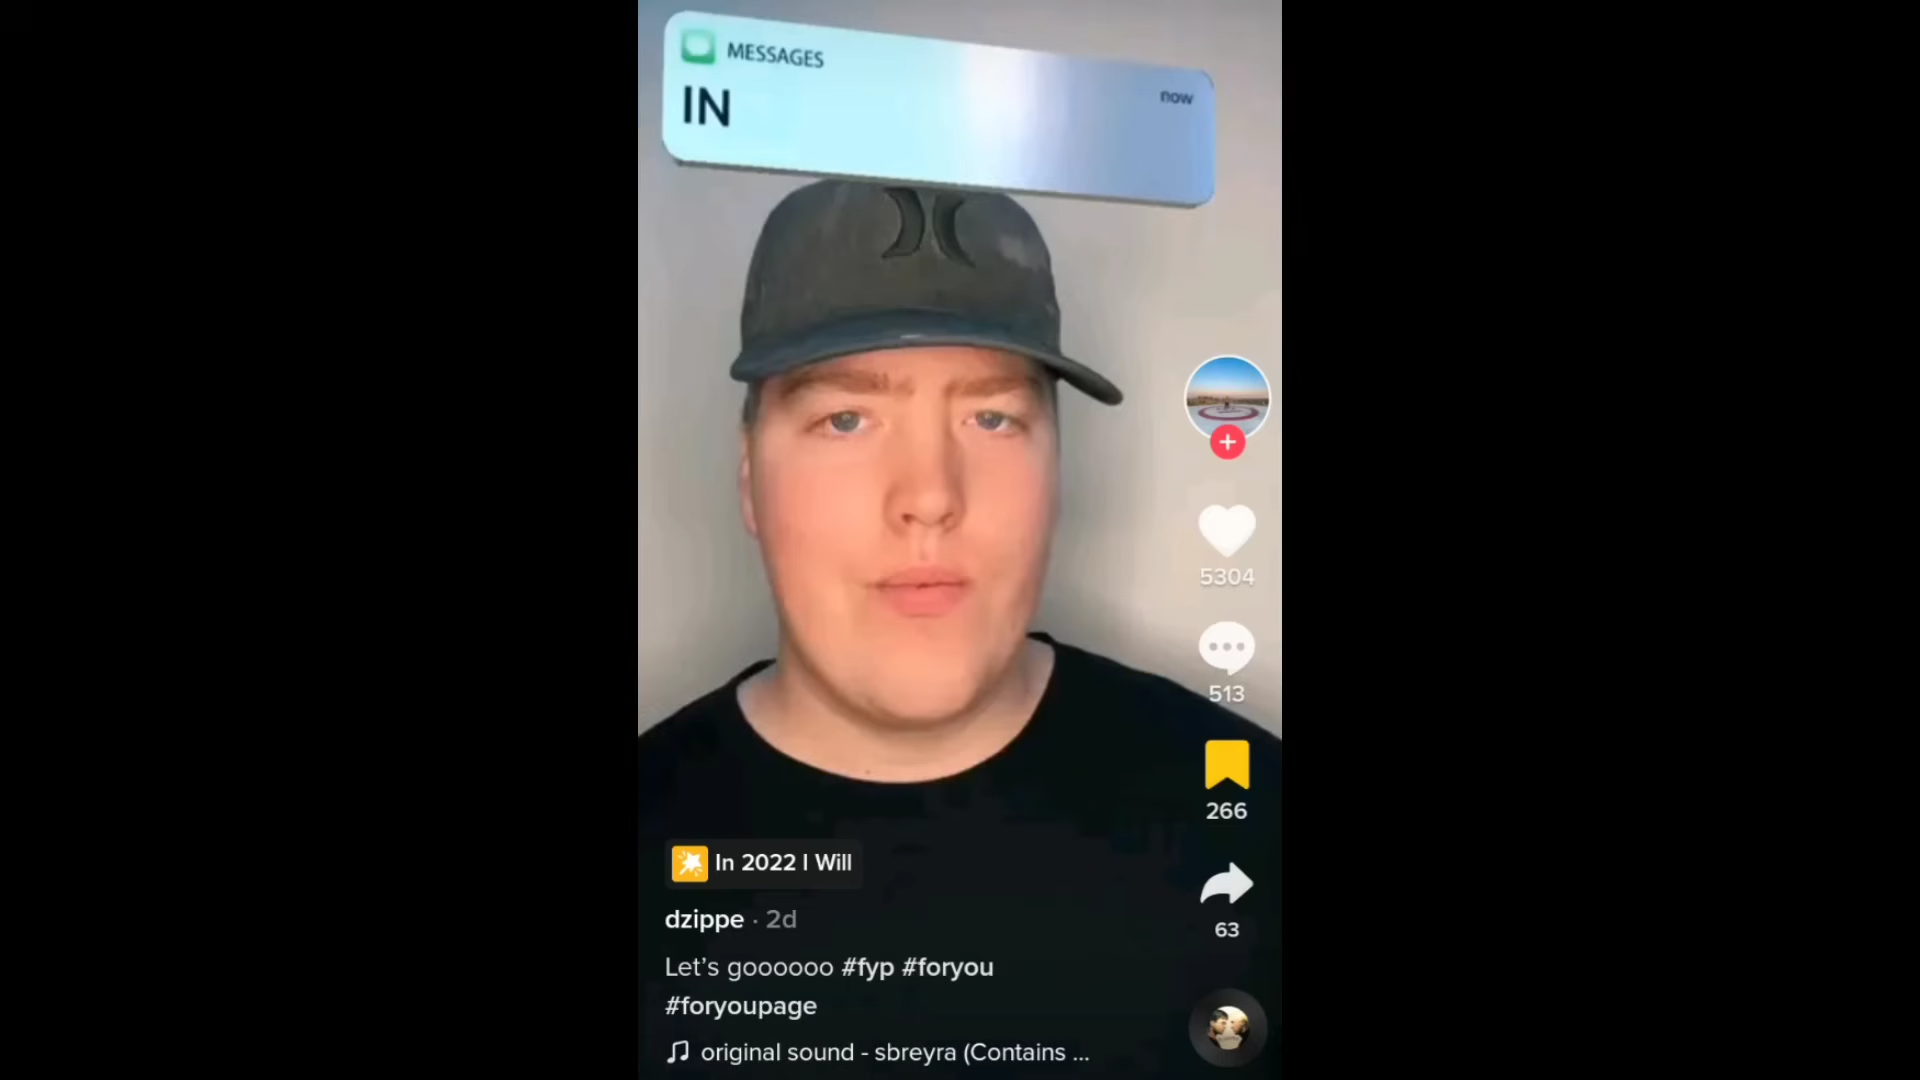 MESSAGES
now
IN
5304
513
266
63
In 2022 I Will
dzippe · 2d
Let's goooooo #fyp #foryou
#foryoupage
original sound - sbreyra (Contains ...